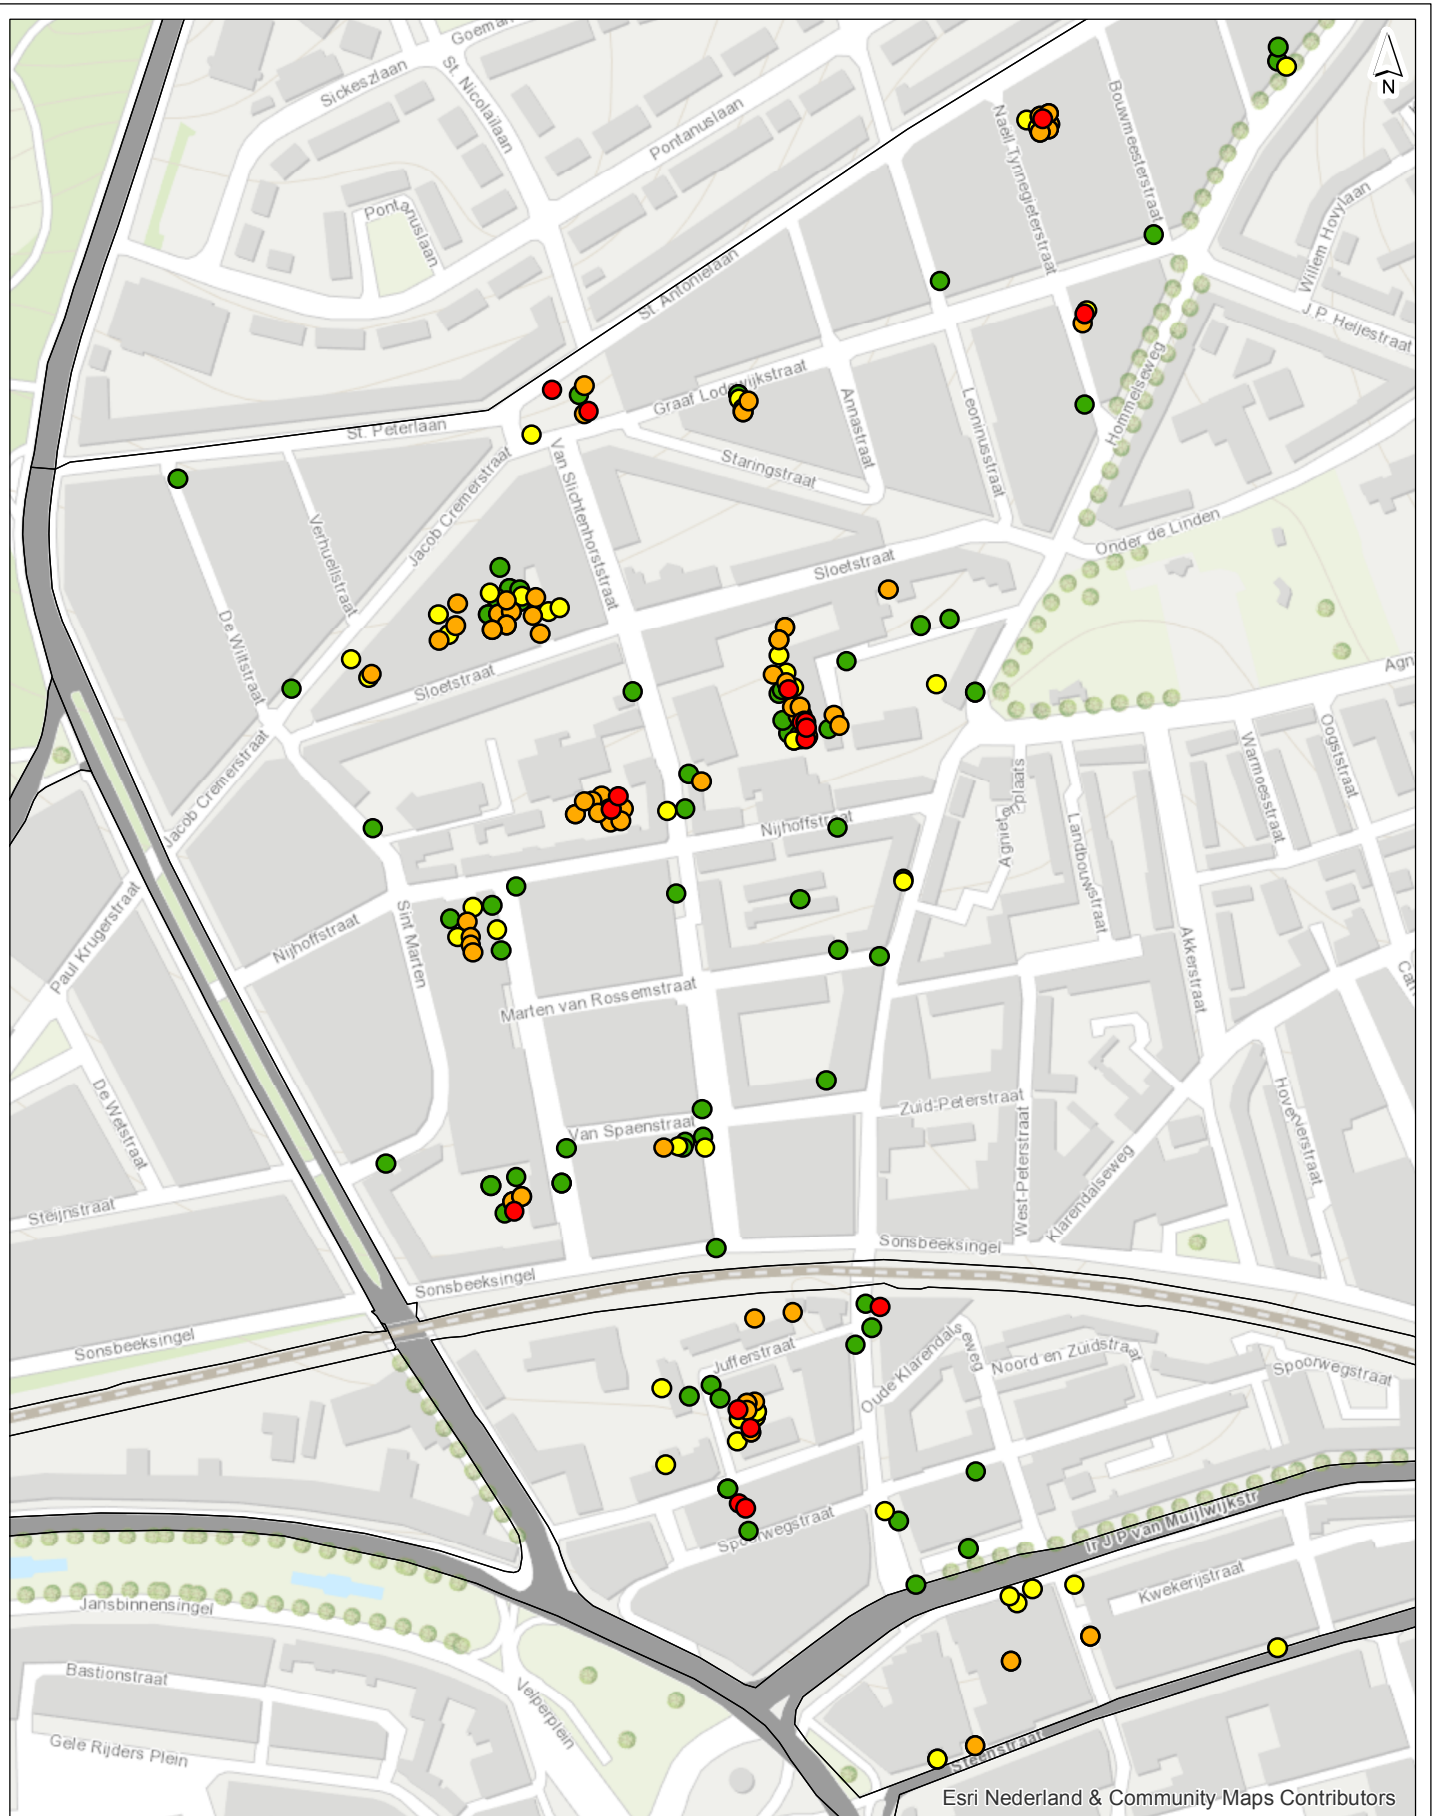 Goeman
St. Nicolaïlaan
Sickeszlaan
N
Bouwmeesterstraat
Pontanuslaan
Naell Tynnegieterstraat
Willem Hovylaan
Pontanuslaan
St. Antonielaan
J.P. Heijestraat
Hommelseweg
Graaf Lodewijkstraat
Annastraat
Leoninusstraat
St. Peterlaan
Van Slichtenhorststraat
Jacob Cremerstraat
Staringstraat
Verhuellstraat
Onder de Linden
Sloetstraat
De Wiltstraat
Sloetstraat
Agn
Oogststraat
Warmoesstraat
Jacob Cremerstraat
Agnietenplaats
Nijhoffstraat
Landbouwstraat
Paul Krugerstraat
Sint Marten
Nijhoffstraat
Akkerstraat
Marten van Rossemstraat
De Wetstraat
Zuid-Peterstraat
Hovenverstraat
Van Spaenstraat
West-Peterstraat
Klarendalseweg
Steijnstraat
Sonsbeeksingel
Sonsbeeksingel
Sonsbeeksingel
Jufferstraat
Oude Klarendalseweg
Noord en Zuidstraat
Spoorwegstraat
Spoorwegstraat
Ir J P van Muijlwijkstr
Kwekerijstraat
Jansbinnensingel
Bastionstraat
Velperplein
Gele Rijders Plein
Steenstraat
Esri Nederland & Community Maps Contributors